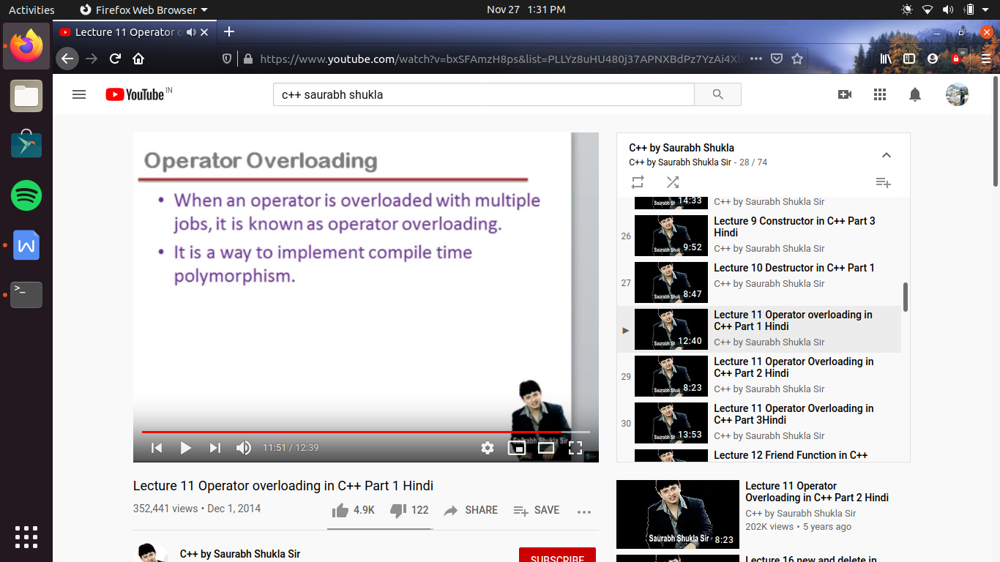 Activities
Firefox Web Browser
Nov 27 1:31 PM
Lecture 11 Operator o
https://www.youtube.com/watch?v=bxSFAmzH8ps&list=PLLYz8uHU480j37APNXBdPz7YzAi4Xl
YouTube IN
c++ saurabh shukla
Operator Overloading
• When an operator is overloaded with multiple
jobs, it is known as operator overloading.
• It is a way to implement compile time
polymorphism.
Saurabh Shukla Sir
11:51 / 12:39
Lecture 11 Operator overloading in C++ Part 1 Hindi
352,441 views • Dec 1, 2014
4.9K
122
SHARE
SAVE
C++ by Saurabh Shukla Sir
SUBSCRIBE
C++ by Saurabh Shukla
C++ by Saurabh Shukla Sir - 28 / 74
14:33
C++ by Saurabh Shukla Sir
26
Saurabh Shuk
9:52
Lecture 9 Constructor in C++ Part 3
Hindi
C++ by Saurabh Shukla Sir
27
Saurabh Shuk
8:47
Lecture 10 Destructor in C++ Part 1
C++ by Saurabh Shukla Sir
Saurabh Sh
12:40
Lecture 11 Operator overloading in
C++ Part 1 Hindi
C++ by Saurabh Shukla Sir
29
Saurabh Shuk
8:23
Lecture 11 Operator Overloading in
C++ Part 2 Hindi
C++ by Saurabh Shukla Sir
30
Saurabh Sh
13:53
Lecture 11 Operator Overloading in
C++ Part 3Hindi
C++ by Saurabh Shukla Sir
Lecture 12 Friend Function in C++
Saurabh Shukla Sir
8:23
Lecture 11 Operator
Overloading in C++ Part 2 Hindi
C++ by Saurabh Shukla Sir
202K views • 5 years ago
Lecture 16 new and delete in